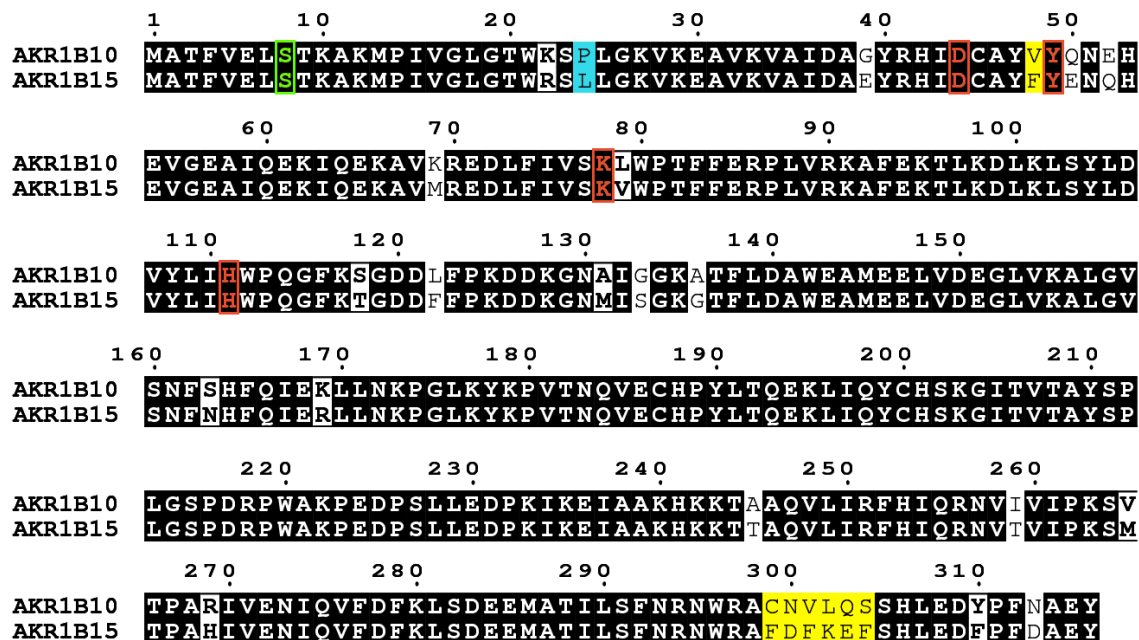 1 10 20 30 40 50
AKR1B10 MATFVELSTKAKMPIVGLGTWKSPLGKVKEAVKVAIDAGYRHIDCAYVYQNEH
AKR1B15 MATFVELSTKAKMPIVGLGTWRSLLGKVKEAVKVAIDAEYRHIDCAYFYENQH
60 70 80 90 100
AKR1B10 EVGEAIQEKIQEKAVKREDLFIVSKLWPTFFERPLVRKAFEKTLKDLKLSYLD
AKR1B15 EVGEAIQEKIQEKAVMREDLFIVSKVWPTFFERPLVRKAFEKTLKDLKLSYLD
110 120 130 140 150
AKR1B10 VYLIHWPQGFKSGDDLFPKDDKGNAIGGKATFLDAWEAMEELVDEGLVKALGV
AKR1B15 VYLIHWPQGFKTGDDFFPKDDKGNMISGKGTFLDAWEAMEELVDEGLVKALGV
160 170 180 190 200 210
AKR1B10 SNFSHFQIEKLLNKPGLKYKPVTNQVECHPYLTQEKLIQYCHSKGITVTAYSP
AKR1B15 SNFNHFQIERLLNKPGLKYKPVTNQVECHPYLTQEKLIQYCHSKGITVTAYSP
220 230 240 250 260
AKR1B10 LGSPDRPWAKPEDPSLLEDPKIKEIAAKHKKTAAQVLIRFHIQRNVIVIPKSV
AKR1B15 LGSPDRPWAKPEDPSLLEDPKIKEIAAKHKKTTAQVLIRFHIQRNVTVIPKSM
270 280 290 300 310
AKR1B10 TPARIVENIQVFDFKLSDEEMATILSFNRNWRACNVLQSSHLEDYPFNAEY
AKR1B15 TPAHIVENIQVFDFKLSDEEMATILSFNRNWRAFDFKEFSHLEDFPFDAEY